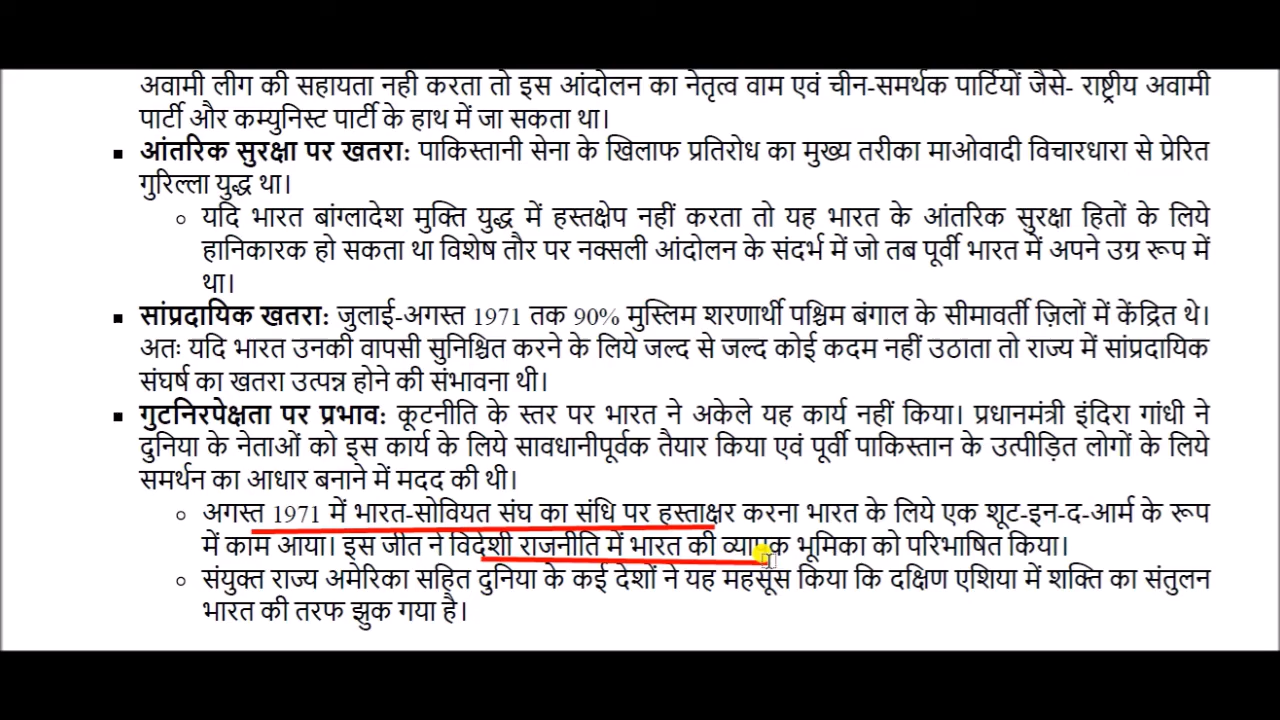 अवामी लीग की सहायता नही करता तो इस आंदोलन का नेतृत्व वाम एवं चीन-समर्थक पार्टियों जैसे- राष्ट्रीय अवामी
पार्टी और कम्युनिस्ट पार्टी के हाथ में जा सकता था।
▪ आंतरिक सुरक्षा पर खतरा: पाकिस्तानी सेना के खिलाफ प्रतिरोध का मुख्य तरीका माओवादी विचारधारा से प्रेरित
गुरिल्ला युद्ध था।
○ यदि भारत बांग्लादेश मुक्ति युद्ध में हस्तक्षेप नहीं करता तो यह भारत के आंतरिक सुरक्षा हितों के लिये
हानिकारक हो सकता था विशेष तौर पर नक्सली आंदोलन के संदर्भ में जो तब पूर्वी भारत में अपने उग्र रूप में
था।
▪ सांप्रदायिक खतरा: जुलाई-अगस्त 1971 तक 90% मुस्लिम शरणार्थी पश्चिम बंगाल के सीमावर्ती ज़िलों में केंद्रित थे।
अतः यदि भारत उनकी वापसी सुनिश्चित करने के लिये जल्द से जल्द कोई कदम नहीं उठाता तो राज्य में सांप्रदायिक
संघर्ष का खतरा उत्पन्न होने की संभावना थी।
▪ गुटनिरपेक्षता पर प्रभाव: कूटनीति के स्तर पर भारत ने अकेले यह कार्य नहीं किया। प्रधानमंत्री इंदिरा गांधी ने
दुनिया के नेताओं को इस कार्य के लिये सावधानीपूर्वक तैयार किया एवं पूर्वी पाकिस्तान के उत्पीड़ित लोगों के लिये
समर्थन का आधार बनाने में मदद की थी।
○ अगस्त 1971 में भारत-सोवियत संघ का संधि पर हस्ताक्षर करना भारत के लिये एक शूट-इन-द-आर्म के रूप
में काम आया। इस जीत ने विदेशी राजनीति में भारत की व्यापक भूमिका को परिभाषित किया।
○ संयुक्त राज्य अमेरिका सहित दुनिया के कई देशों ने यह महसूस किया कि दक्षिण एशिया में शक्ति का संतुलन
भारत की तरफ झुक गया है।